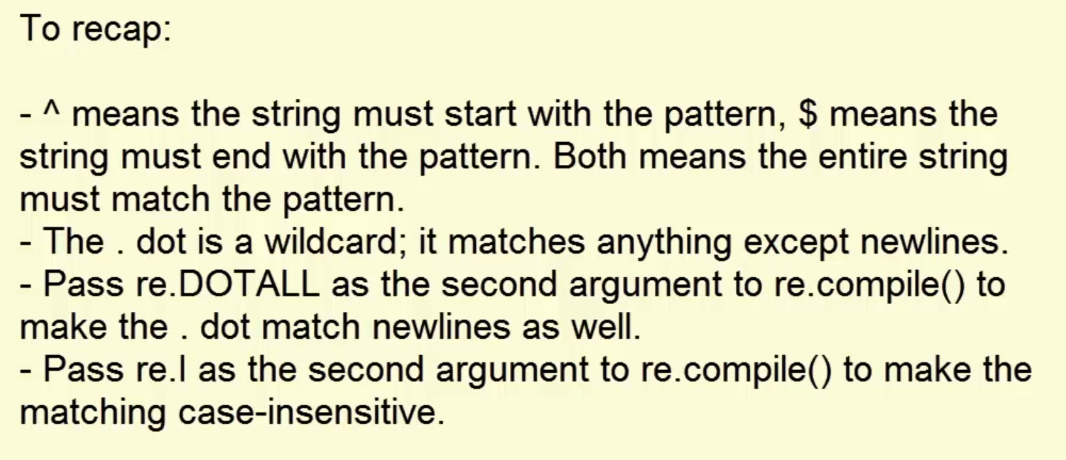 To recap:
- ^ means the string must start with the pattern, $ means the
string must end with the pattern. Both means the entire string
must match the pattern.
- The . dot is a wildcard; it matches anything except newlines.
- Pass re.DOTALL as the second argument to re.compile() to
make the . dot match newlines as well.
- Pass re.I as the second argument to re.compile() to make the
matching case-insensitive.